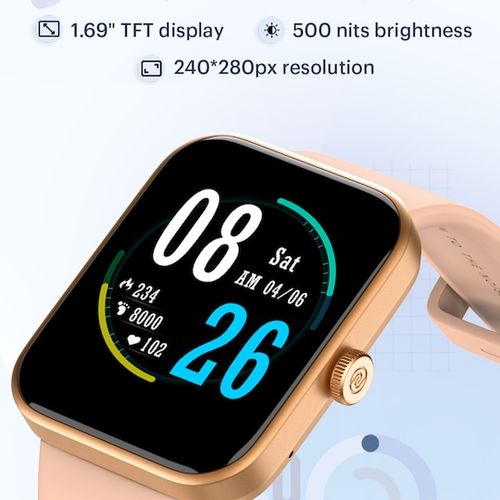 1.69" TFT display
500 nits brightness
240*280px resolution
08
Sat
AM 04/06
234
8000
102
26